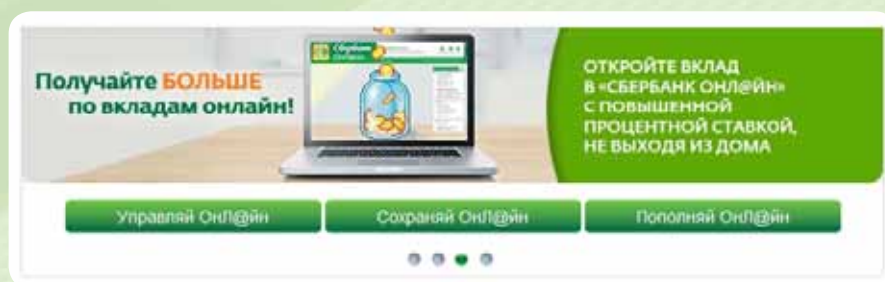 Получайте БОЛЬШЕ
по вкладам онлайн!
Сбербанк
ОТКРОЙТЕ ВКЛАД
В «СБЕРБАНК ОНЛ@ЙН»
С ПОВЫШЕННОЙ
ПРОЦЕНТНОЙ СТАВКОЙ,
НЕ ВЫХОДЯ ИЗ ДОМА
Управляй ОнЛ@йн
Сохраняй ОнЛ@йн
Пополняй ОнЛ@йн